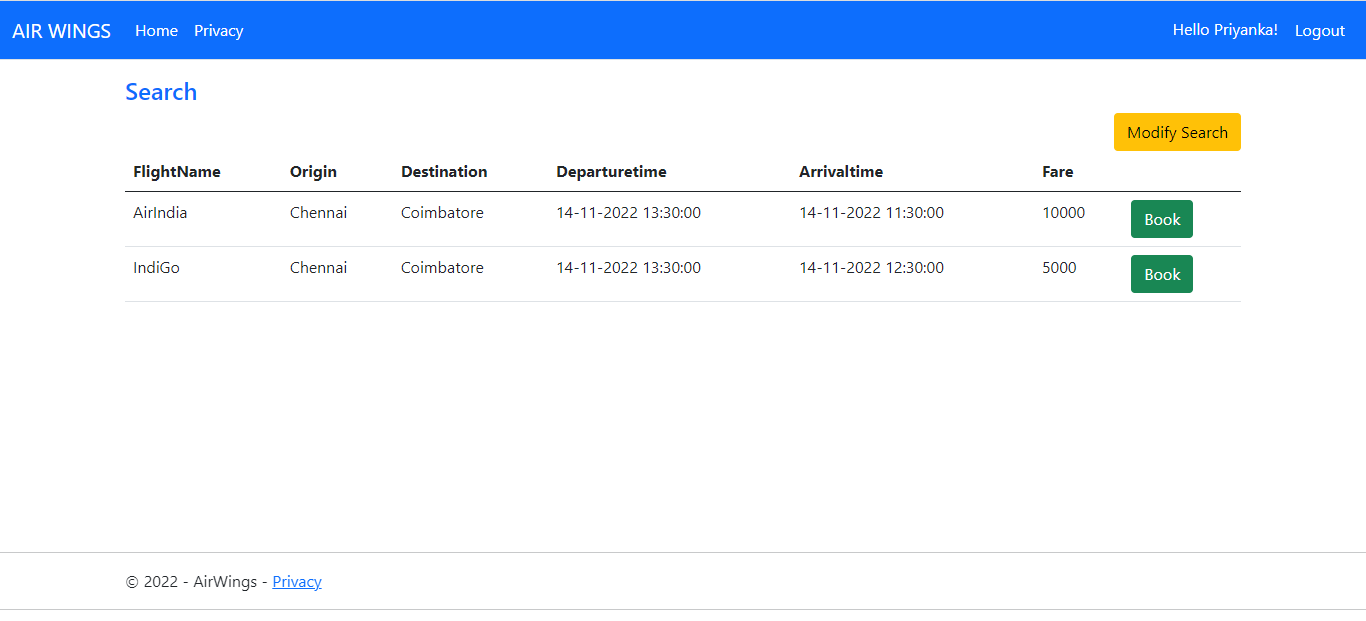 AIR WINGS Home Privacy Hello Priyanka! Logout
Search
Modify Search
FlightName Origin Destination Departuretime Arrivaltime Fare
AirIndia Chennai Coimbatore 14-11-2022 13:30:00 14-11-2022 11:30:00 10000 Book
IndiGo Chennai Coimbatore 14-11-2022 13:30:00 14-11-2022 12:30:00 5000 Book
© 2022 - AirWings - Privacy